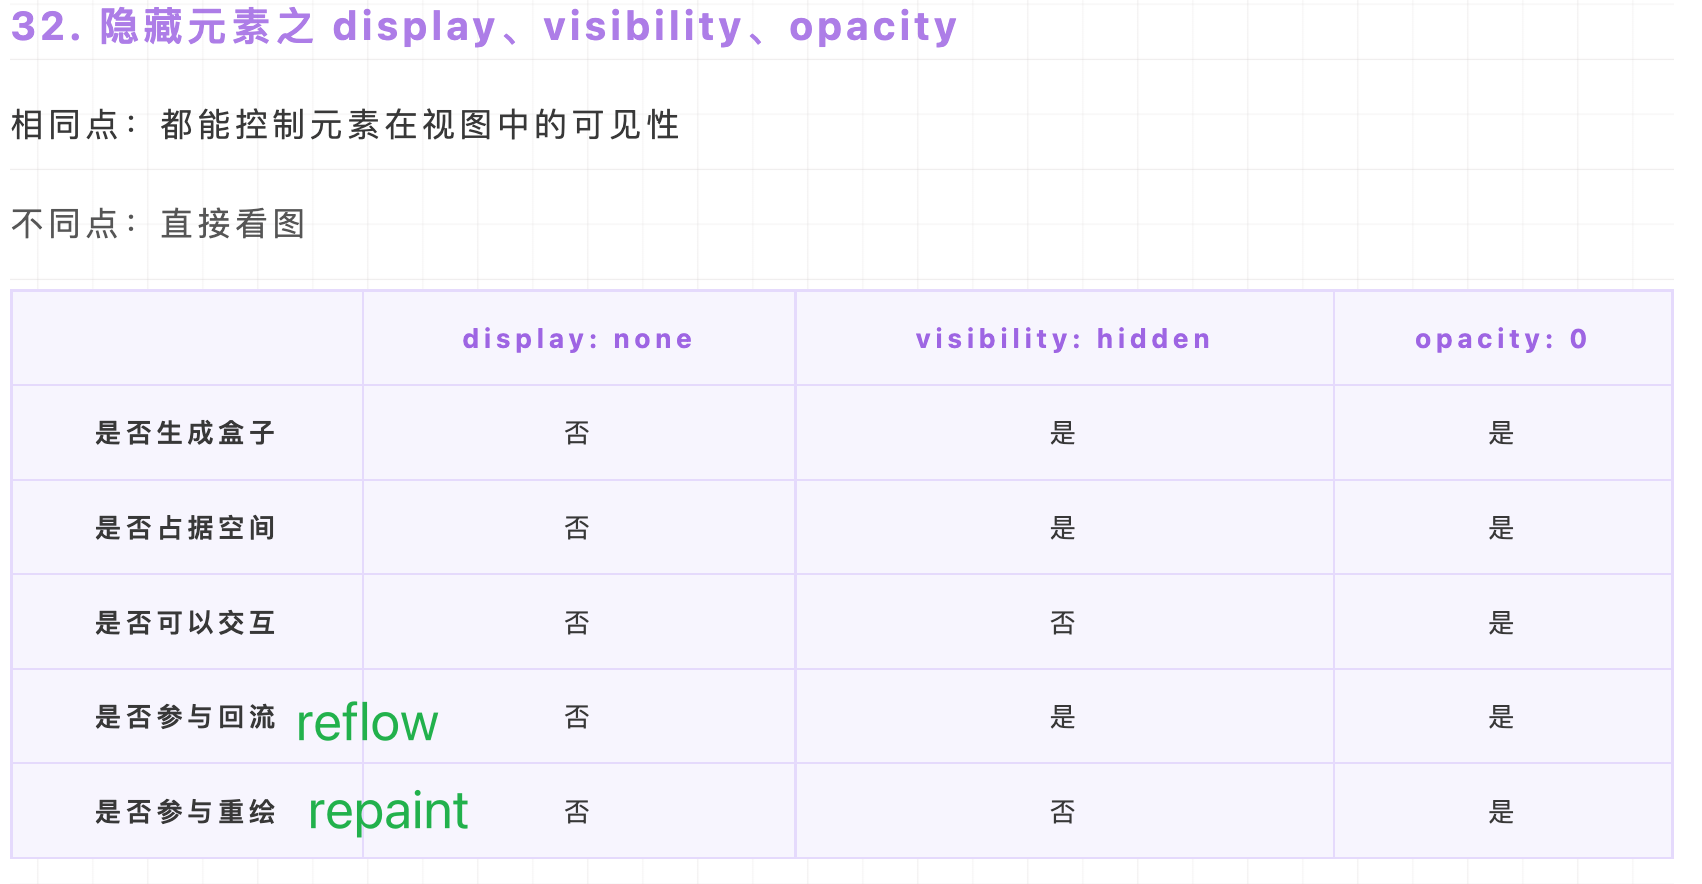 32. 隐藏元素之 display、visibility、opacity
相同点：都能控制元素在视图中的可见性
不同点：直接看图
display: none visibility: hidden opacity: 0
是否生成盒子 否 是 是
是否占据空间 否 是 是
是否可以交互 否 否 是
是否参与回流 reflow 否 是 是
是否参与重绘 repaint 否 否 是